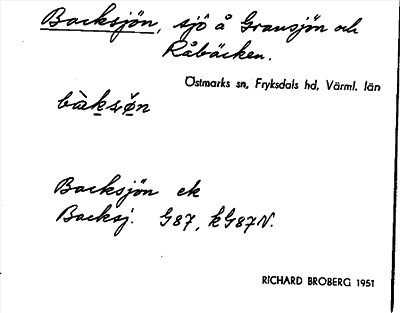 Backsjön, sjö å Gransjön och
Råbäcken.
Östmarks sn, Fryksdals hd, Värml. län
Backsjön ek
Backsj. G87, kG87N.
RICHARD BROBERG 1951